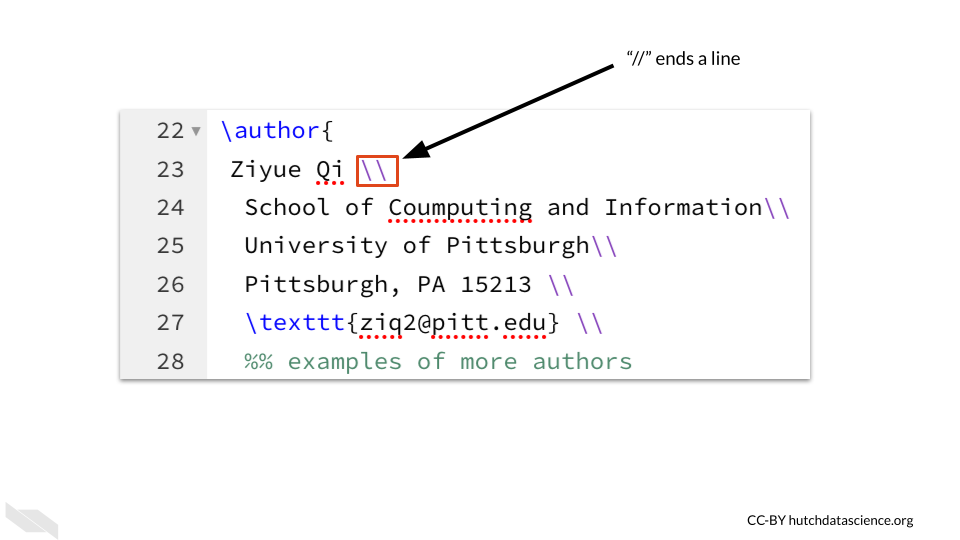 “//” ends a line
22 \author{
23 Ziyue Qi \\
24 School of Coumputing and Information\\
25 University of Pittsburgh\\
26 Pittsburgh, PA 15213 \\
27 \texttt{ziq2@pitt.edu} \\
28 %% examples of more authors
CC-BY hutchdatascience.org